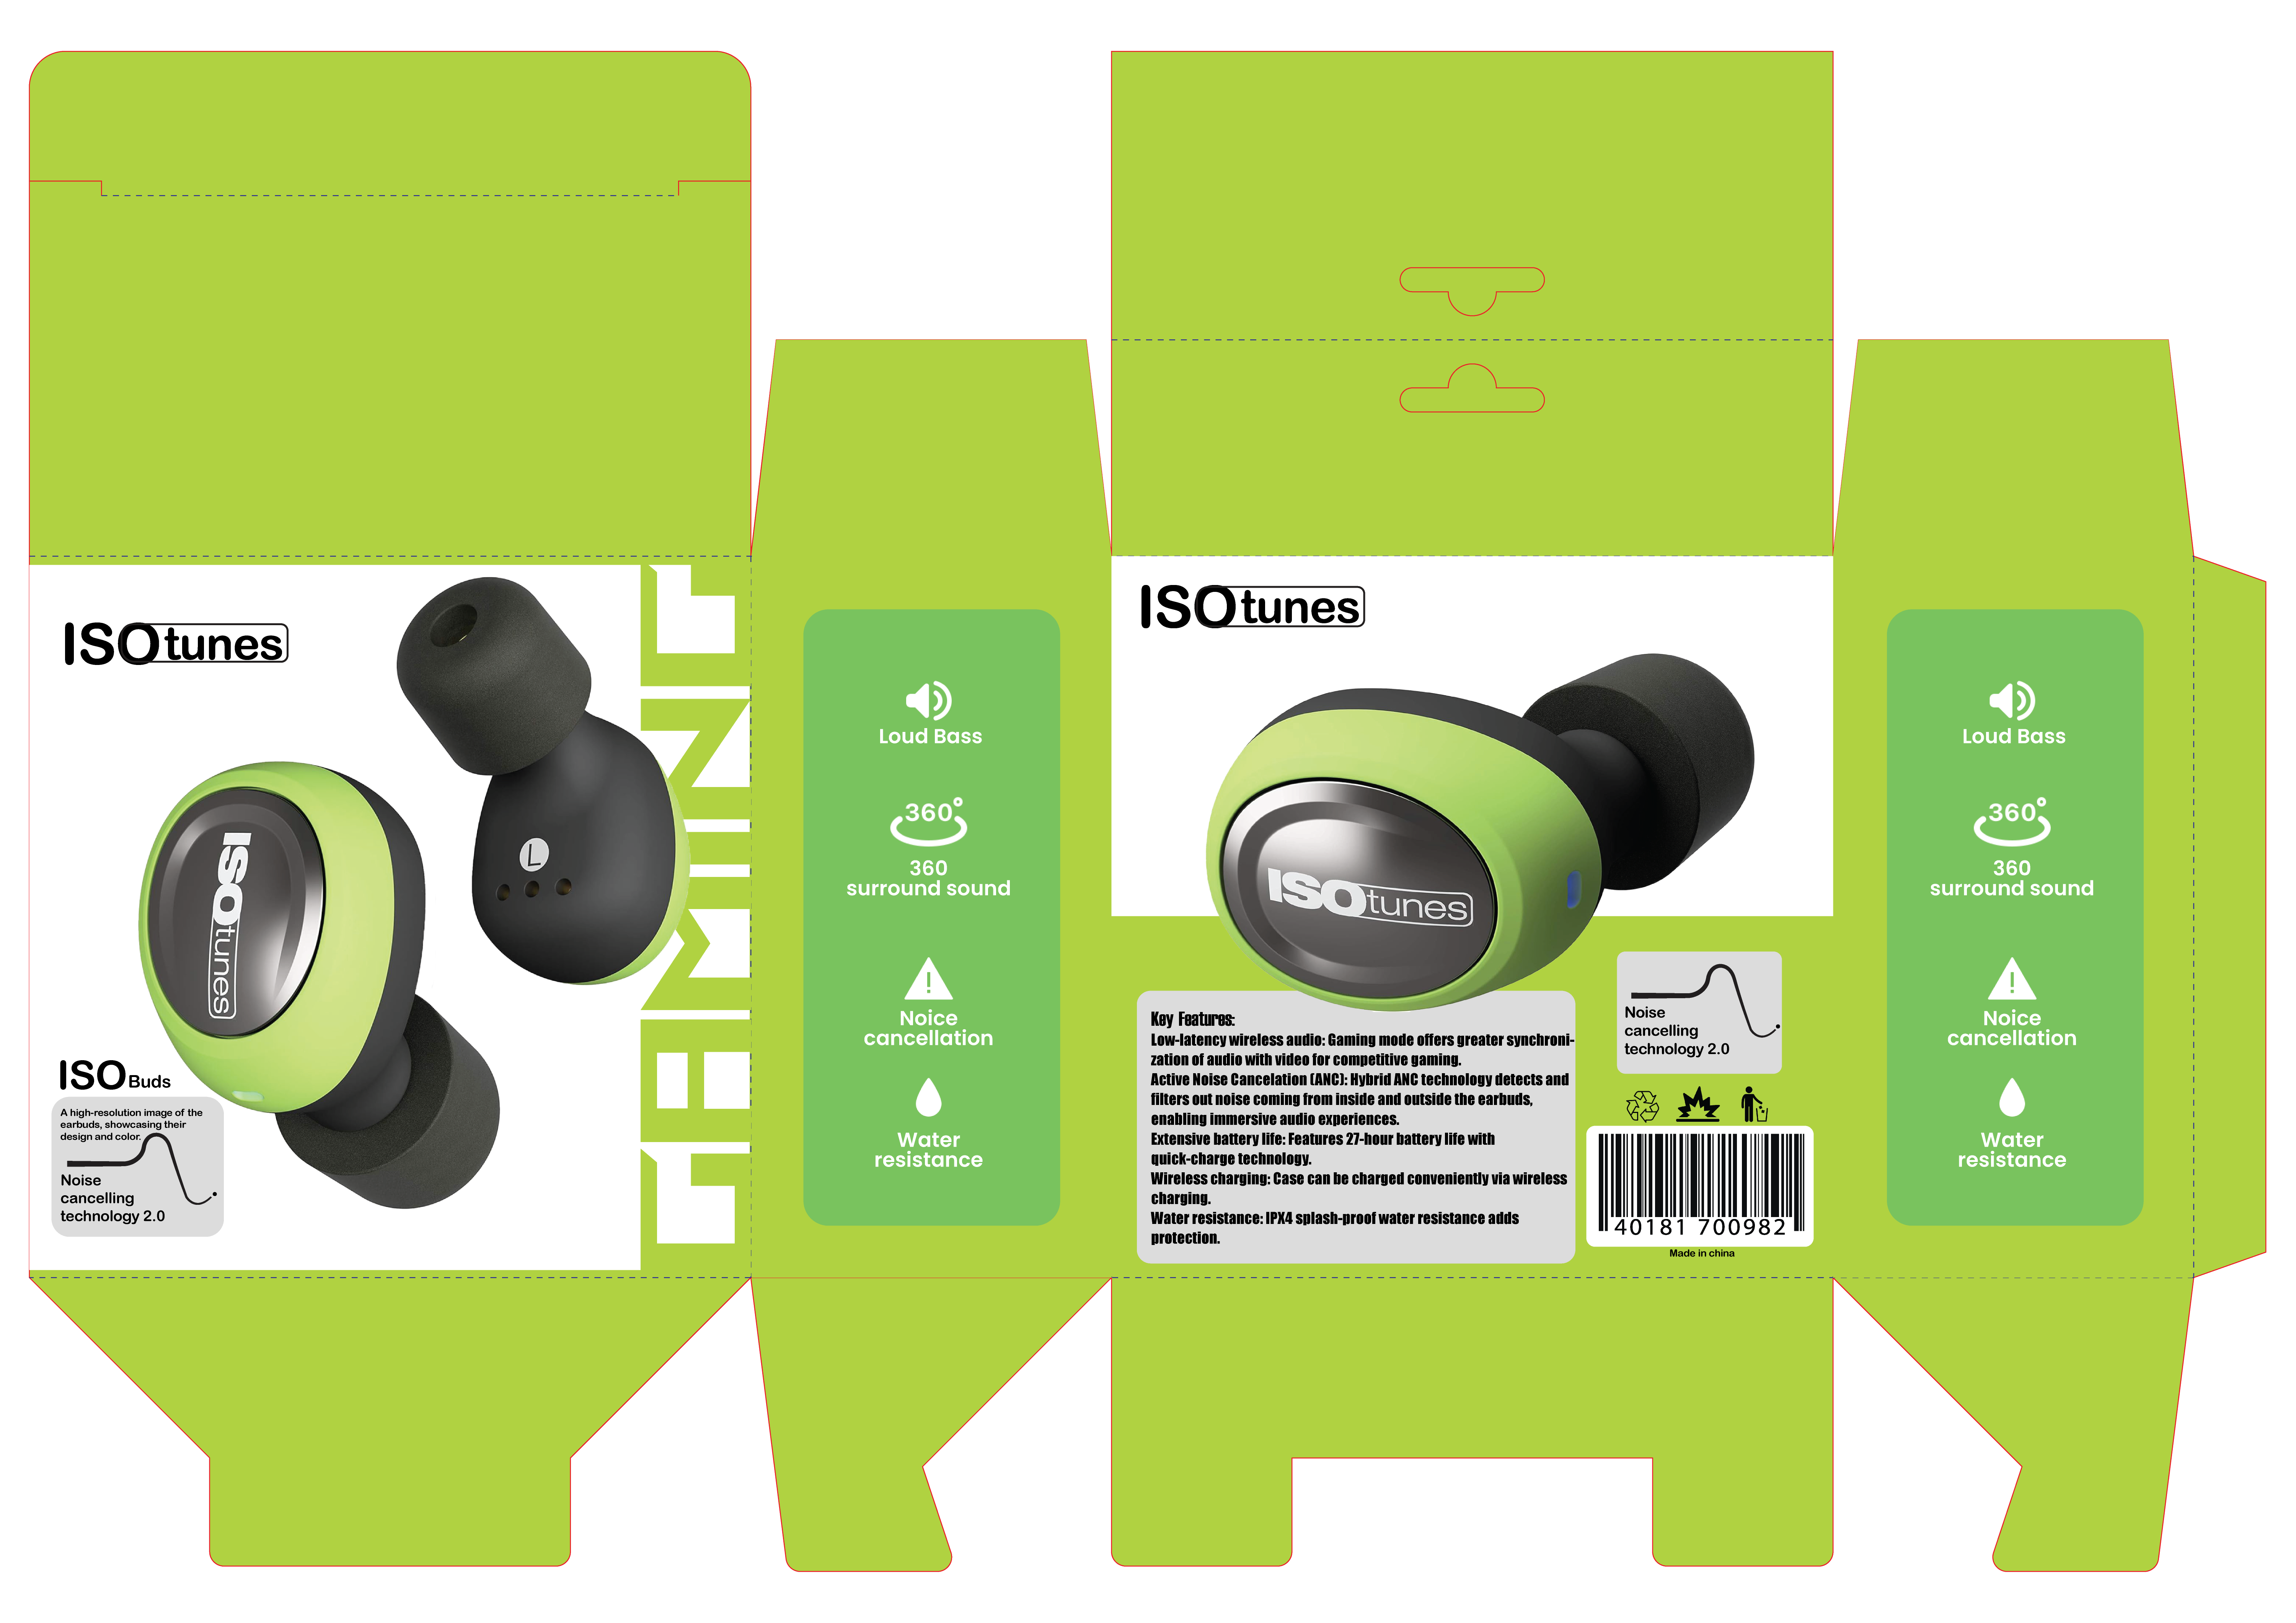 ISOtunes
L
ISOtunes
ISO Buds
A high-resolution image of the
earbuds, showcasing their
design and color.
Noise
cancelling
technology 2.0
Loud Bass
360°
360
surround sound
Noice
cancellation
Water
resistance
ISOtunes
ISOtunes
Key Features:
Low-latency wireless audio: Gaming mode offers greater synchroni-
zation of audio with video for competitive gaming.
Active Noise Cancelation (ANC): Hybrid ANC technology detects and
filters out noise coming from inside and outside the earbuds,
enabling immersive audio experiences.
Extensive battery life: Features 27-hour battery life with
quick-charge technology.
Wireless charging: Case can be charged conveniently via wireless
charging.
Water resistance: IPX4 splash-proof water resistance adds
protection.
Noise
cancelling
technology 2.0
40181 700982
Made in china
Loud Bass
360°
360
surround sound
Noice
cancellation
Water
resistance